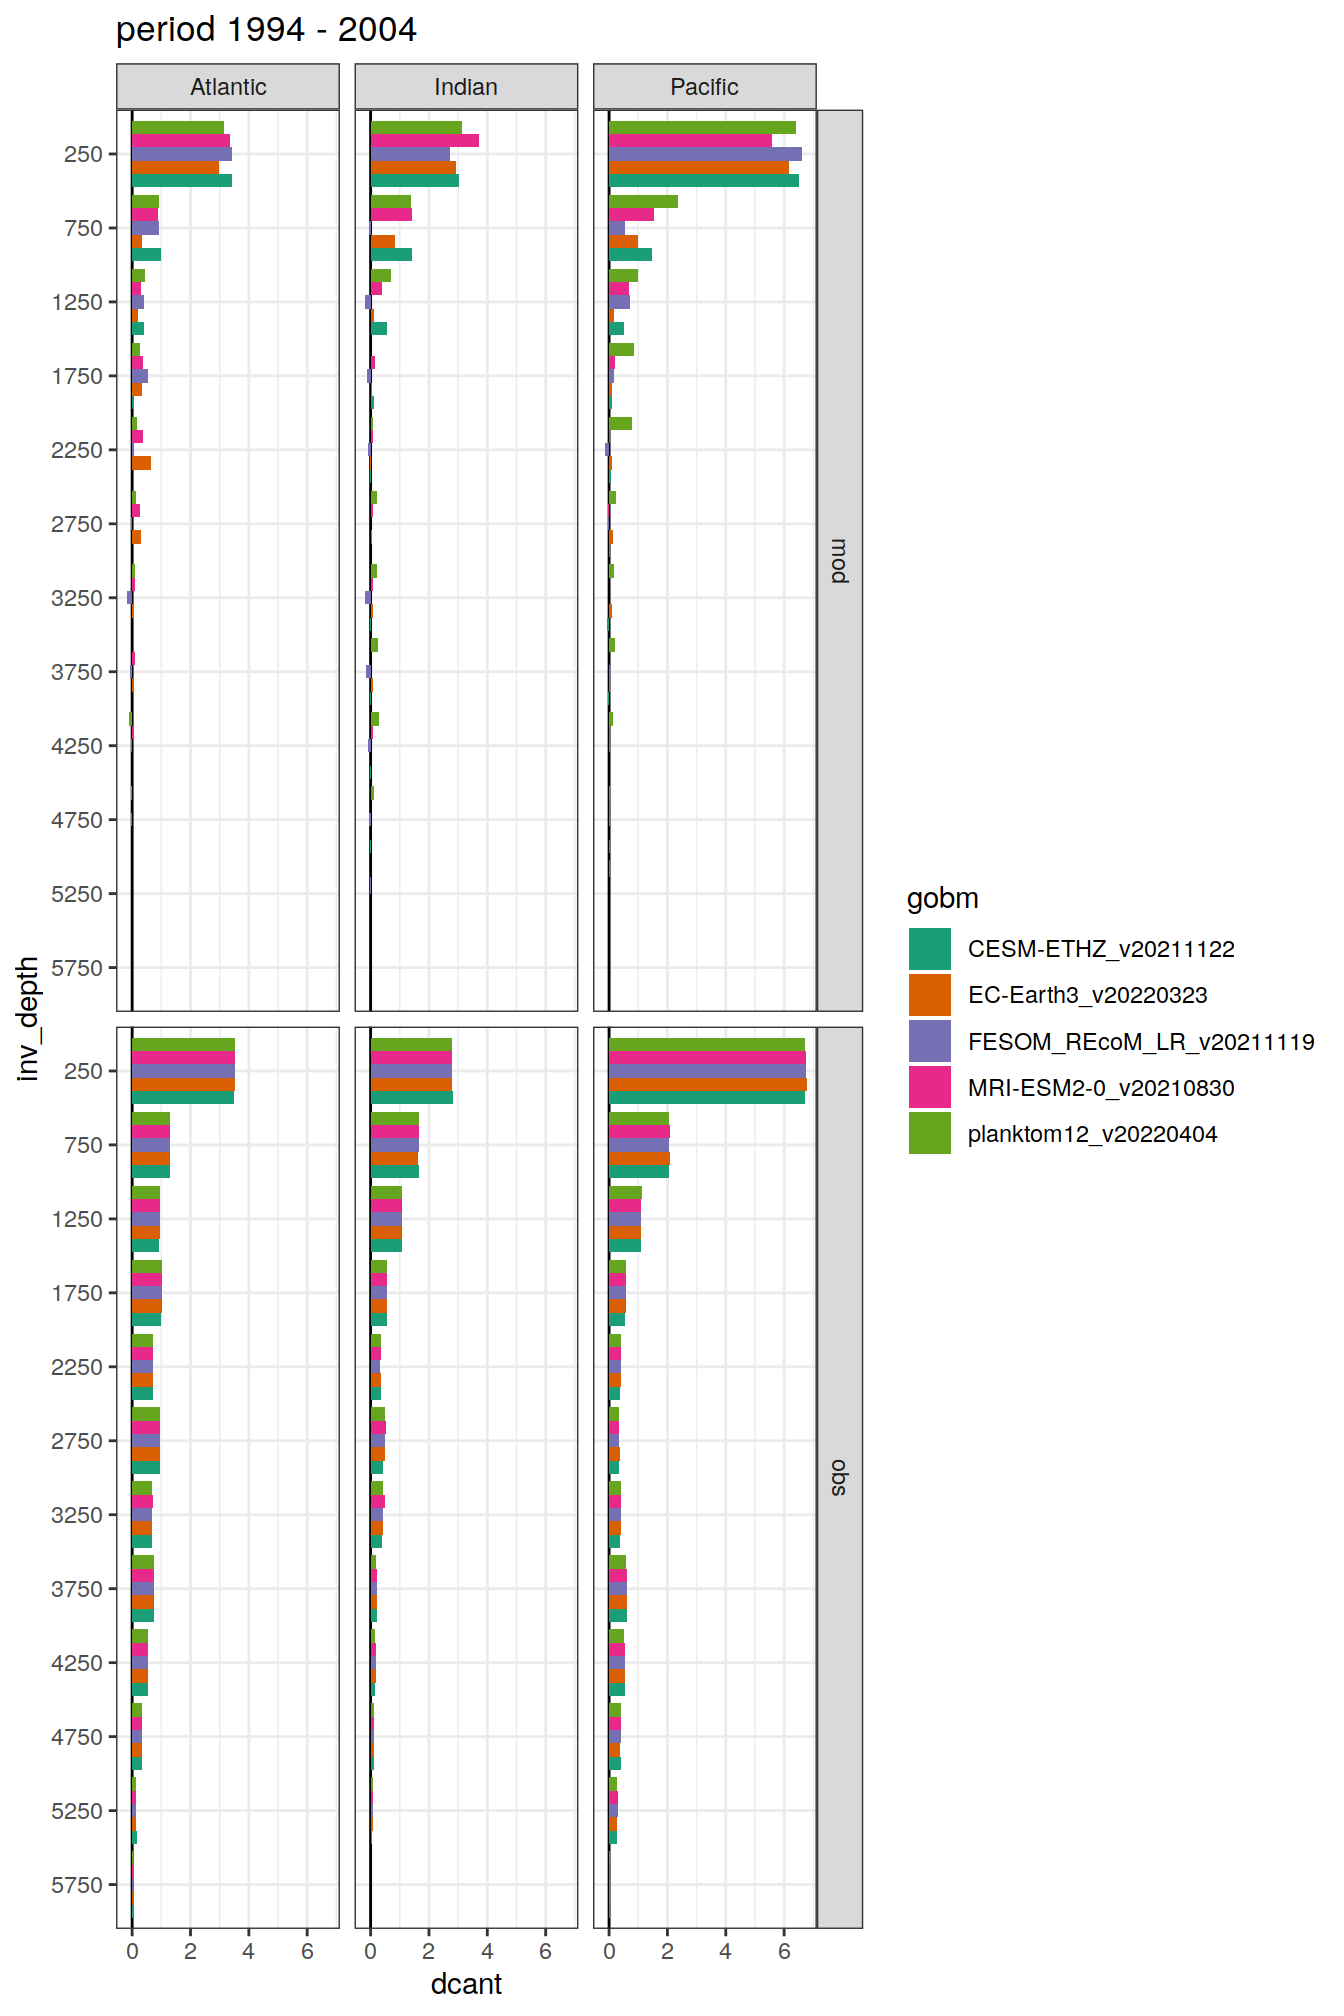 period 1994 - 2004
Atlantic
Indian
Pacific
250
750
1250
1750
2250
2750
3250
3750
4250
4750
5250
5750
mod
250
750
1250
1750
2250
2750
3250
3750
4250
4750
5250
5750
obs
inv_depth
0 2 4 6
0 2 4 6
0 2 4 6
dcant
gobm
CESM-ETHZ_v20211122
EC-Earth3_v20220323
FESOM_REcoM_LR_v20211119
MRI-ESM2-0_v20210830
planktom12_v20220404